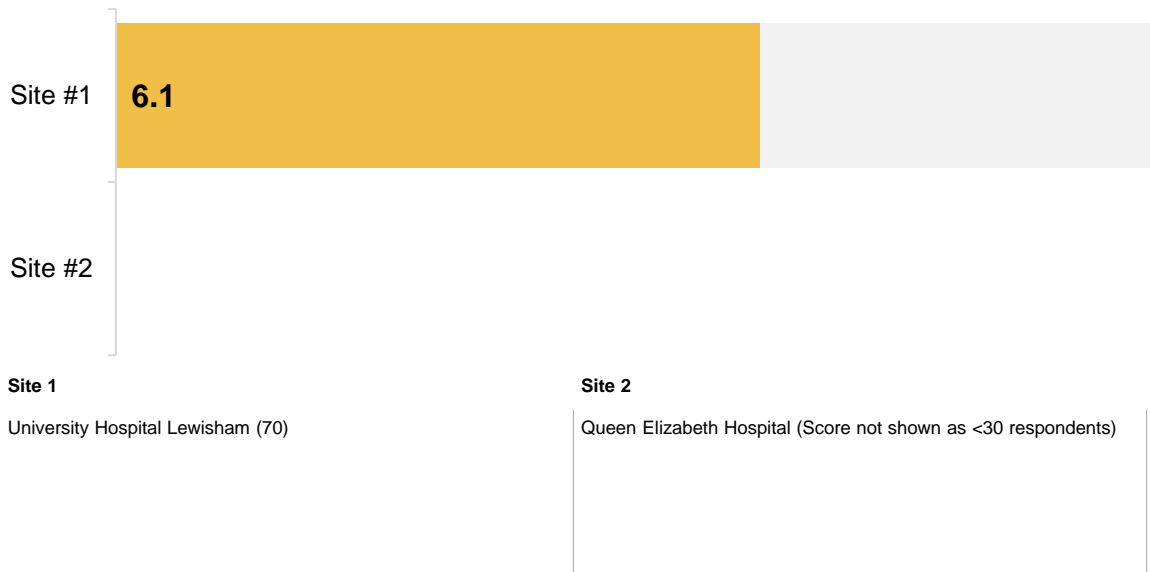 Site #1
6.1
Site #2
Site 1
Site 2
University Hospital Lewisham (70)
Queen Elizabeth Hospital (Score not shown as <30 respondents)